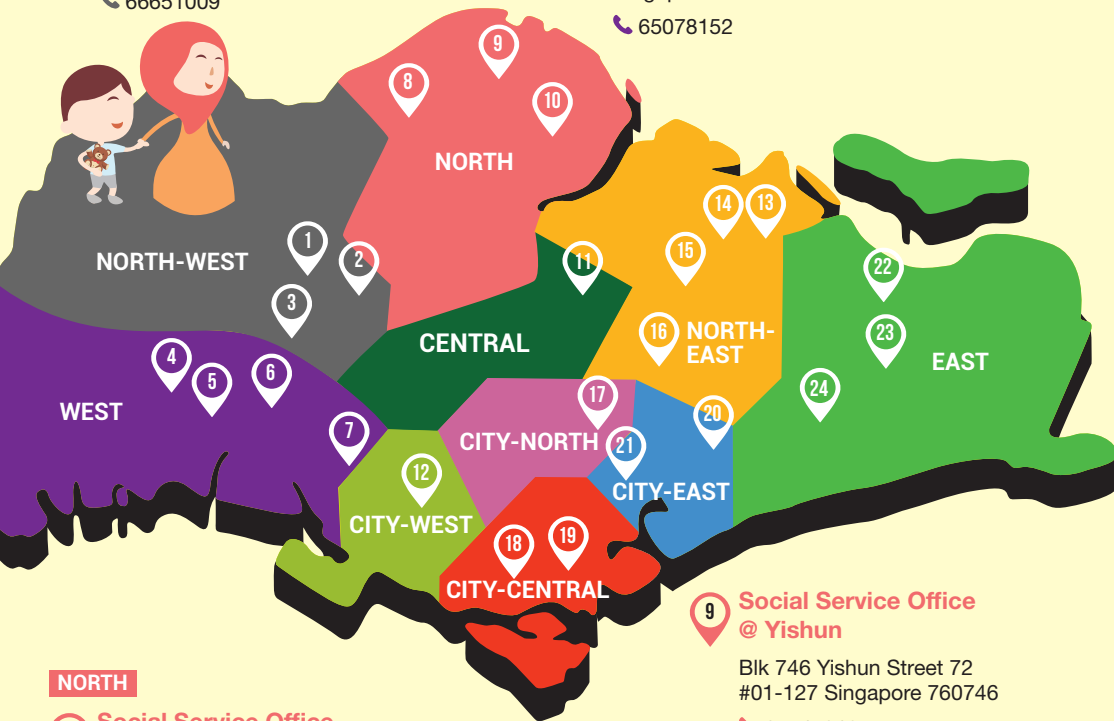 66651009
65078152
9
8
10
NORTH
14
13
1
2
NORTH-WEST
11
15
22
3
16
NORTH-
EAST
23
CENTRAL
EAST
4
5
6
24
WEST
17
20
7
CITY-NORTH
21
12
CITY-EAST
CITY-WEST
18
19
CITY-CENTRAL
9
Social Service Office
@ Yishun
Blk 746 Yishun Street 72
#01-127 Singapore 760746
NORTH
Social Service Office